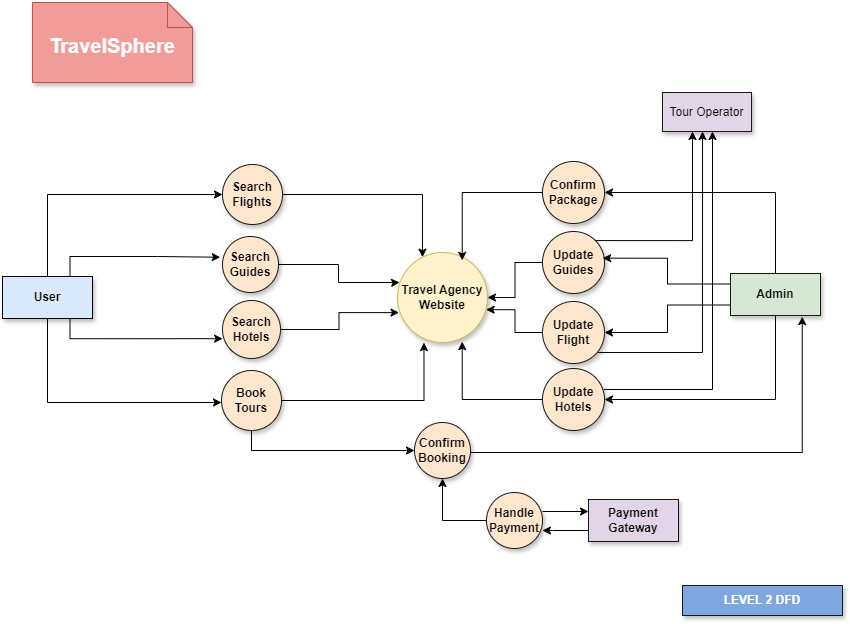 TravelSphere
Tour Operator
Search
Flights
Confirm
Package
Search
Guides
Update
Guides
User
Travel Agency
Website
Admin
Search
Hotels
Update
Flight
Book
Tours
Update
Hotels
Confirm
Booking
Handle
Payment
Payment
Gateway
LEVEL 2 DFD